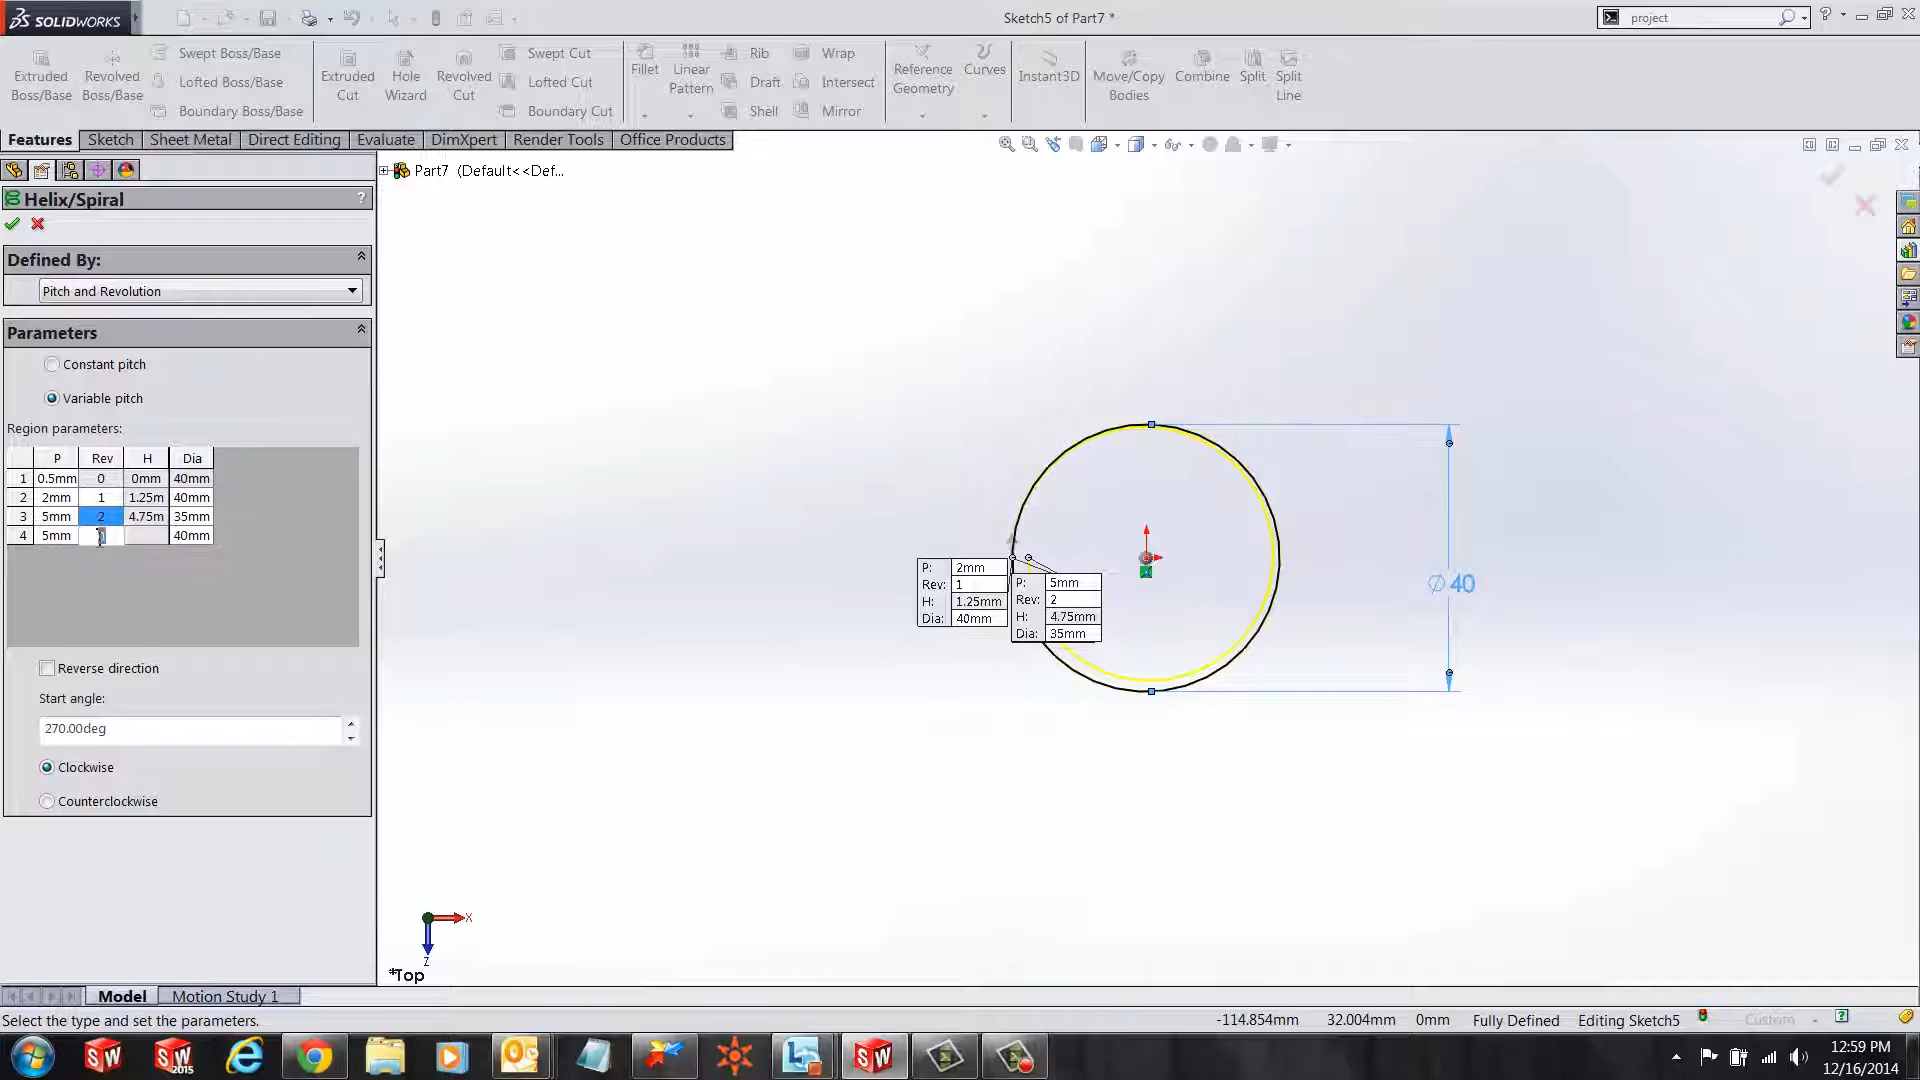 SOLIDWORKS
Sketch5 of Part7 *
project
Extruded Boss/Base
Revolved Boss/Base
Swept Boss/Base
Lofted Boss/Base
Boundary Boss/Base
Extruded Cut
Hole Wizard
Revolved Cut
Swept Cut
Lofted Cut
Boundary Cut
Fillet
Linear Pattern
Rib
Draft
Shell
Wrap
Intersect
Mirror
Reference Geometry
Curves
Instant3D
Move/Copy Bodies
Combine
Split
Split Line
Features Sketch Sheet Metal Direct Editing Evaluate DimXpert Render Tools Office Products
Part7 (Default<<Def...
Helix/Spiral ?
Defined By:
Pitch and Revolution
Parameters
Constant pitch
Variable pitch
Region parameters:
P Rev H Dia
1 0.5mm 0 0mm 40mm
2 2mm 1 1.25m 40mm
3 5mm 2 4.75m 35mm
4 5mm 40mm
Reverse direction
Start angle:
270.00deg
Clockwise
Counterclockwise
P: 2mm
Rev: 1
H: 1.25mm
Dia: 40mm
P: 5mm
Rev: 2
H: 4.75mm
Dia: 35mm
∅40
X
Z
*Top
Model Motion Study 1
Select the type and set the parameters.
-114.854mm 32.004mm 0mm Fully Defined Editing Sketch5 Custom
SW
SW 2015
SW
12:59 PM
12/16/2014